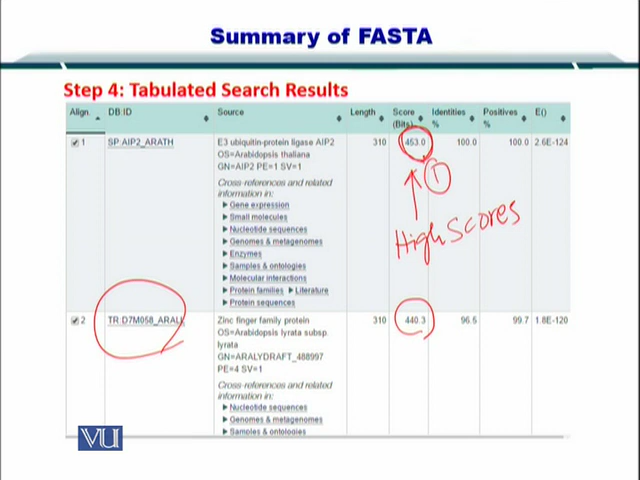 Summary of FASTA
Step 4: Tabulated Search Results
Align. DB:ID Source Length Score (Bits) Identities % Positives % E()
1 SP:AIP2_ARATH E3 ubiquitin-protein ligase AIP2 310 453.0 100.0 100.0 2.6E-124
OS=Arabidopsis thaliana
GN=AIP2 PE=1 SV=1
Cross-references and related
information in:
Gene expression
Small molecules
Nucleotide sequences
Genomes & metagenomes
Enzymes
Samples & ontologies
Molecular interactions
Protein families Literature
Protein sequences
1
High Scores
2 TR:D7M058_ARALL Zinc finger family protein 310 440.3 96.5 99.7 1.8E-120
OS=Arabidopsis lyrata subsp.
lyrata
GN=ARALYDRAFT_488997
PE=4 SV=1
Cross-references and related
information in:
Nucleotide sequences
Genomes & metagenomes
Samples & ontologies
VU